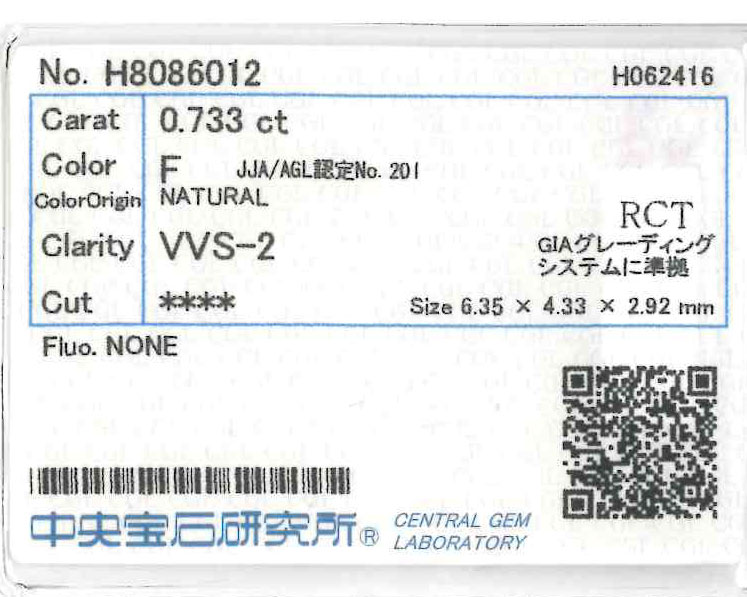 No. H8086012 H062416
Carat 0.733 ct
Color F JJA/AGL認定No. 201
ColorOrigin NATURAL
RCT
Clarity VVS-2 GIAグレーディング
システムに準拠
Cut **** Size 6.35 × 4.33 × 2.92 mm
Fluo. NONE
中央宝石研究所® CENTRAL GEM
LABORATORY